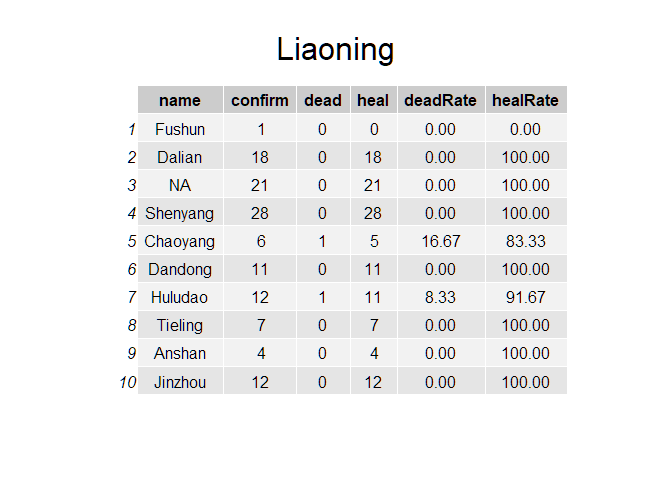 Liaoning
name confirm dead heal deadRate healRate
1 Fushun 1 0 0 0.00 0.00
2 Dalian 18 0 18 0.00 100.00
3 NA 21 0 21 0.00 100.00
4 Shenyang 28 0 28 0.00 100.00
5 Chaoyang 6 1 5 16.67 83.33
6 Dandong 11 0 11 0.00 100.00
7 Huludao 12 1 11 8.33 91.67
8 Tieling 7 0 7 0.00 100.00
9 Anshan 4 0 4 0.00 100.00
10 Jinzhou 12 0 12 0.00 100.00